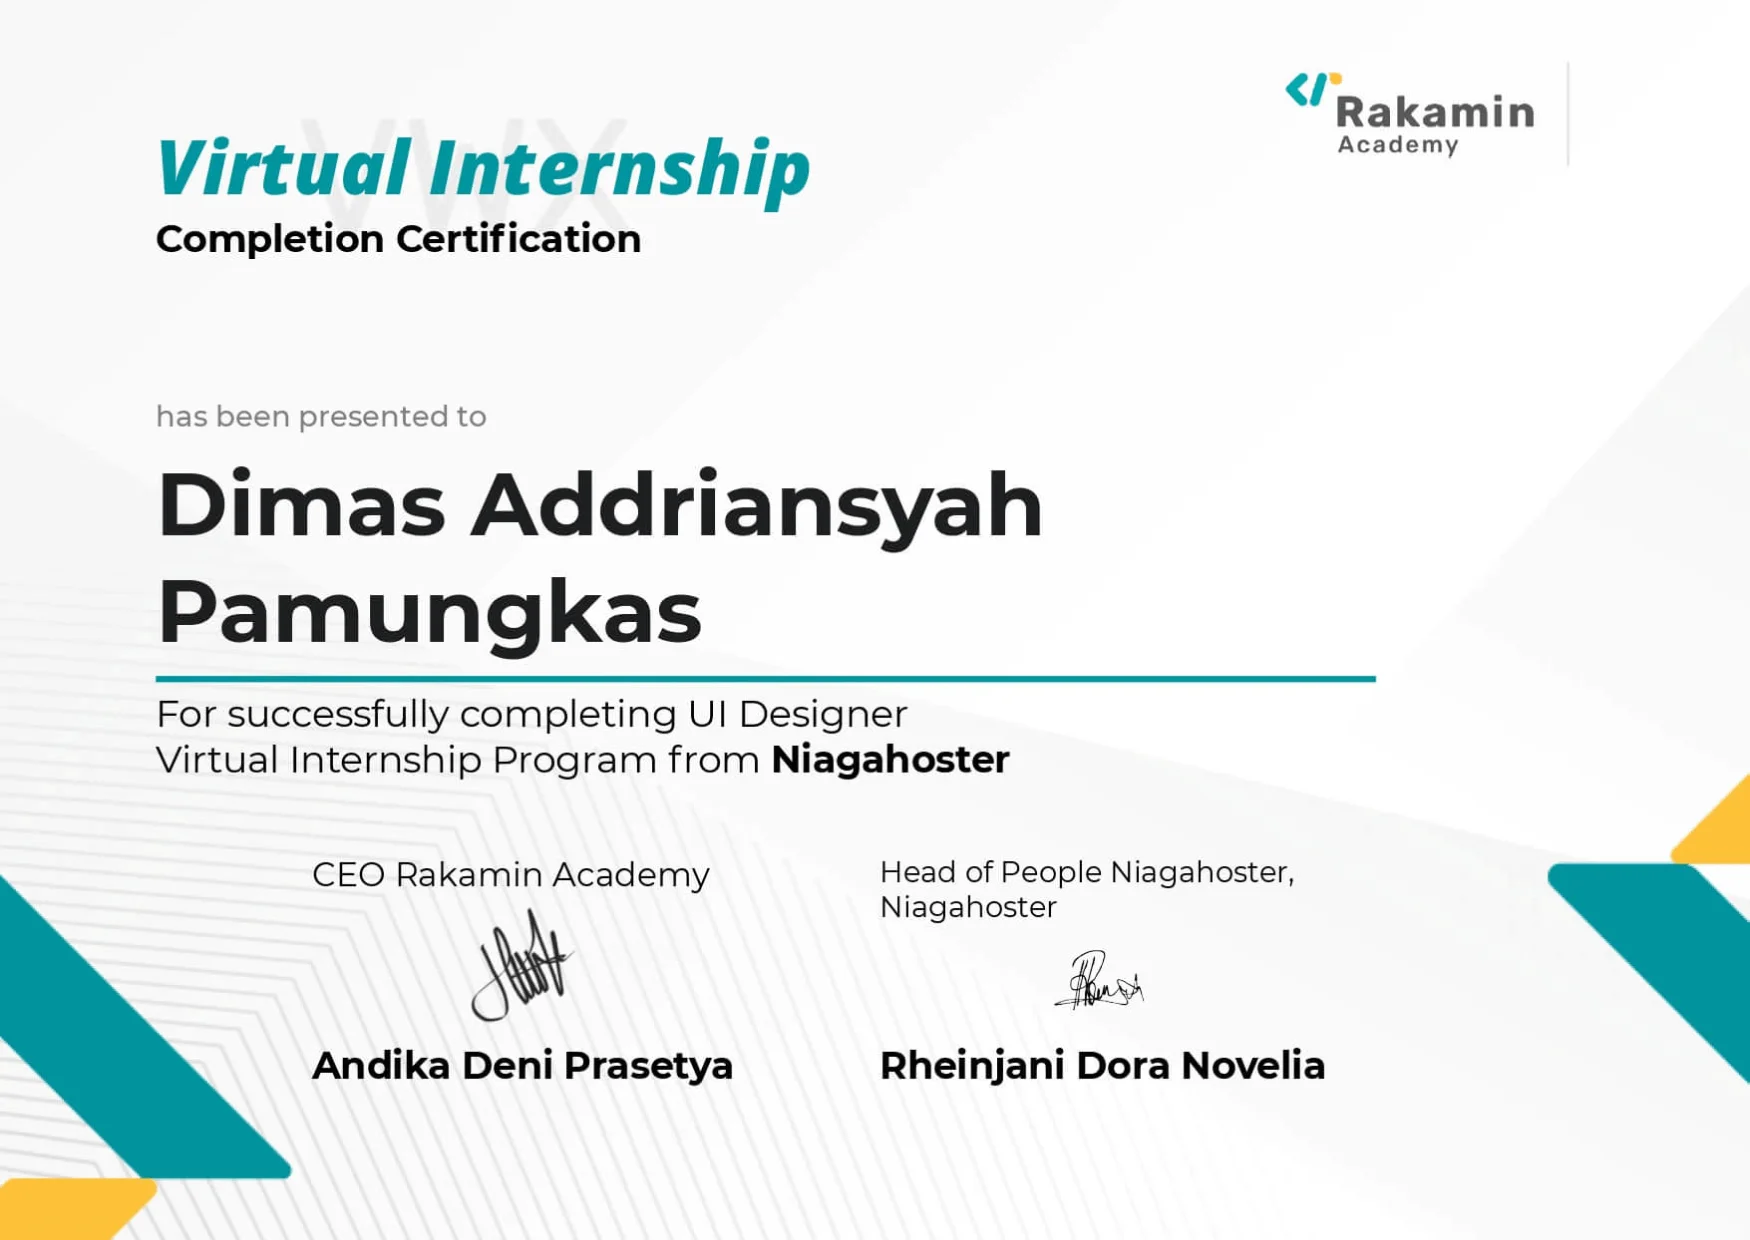 Rakamin
Academy
VWX
Virtual Internship
Completion Certification
has been presented to
Dimas Addriansyah
Pamungkas
For successfully completing UI Designer
Virtual Internship Program from Niagahoster
CEO Rakamin Academy
Andika Deni Prasetya
Head of People Niagahoster,
Niagahoster
Rheinjani Dora Novelia